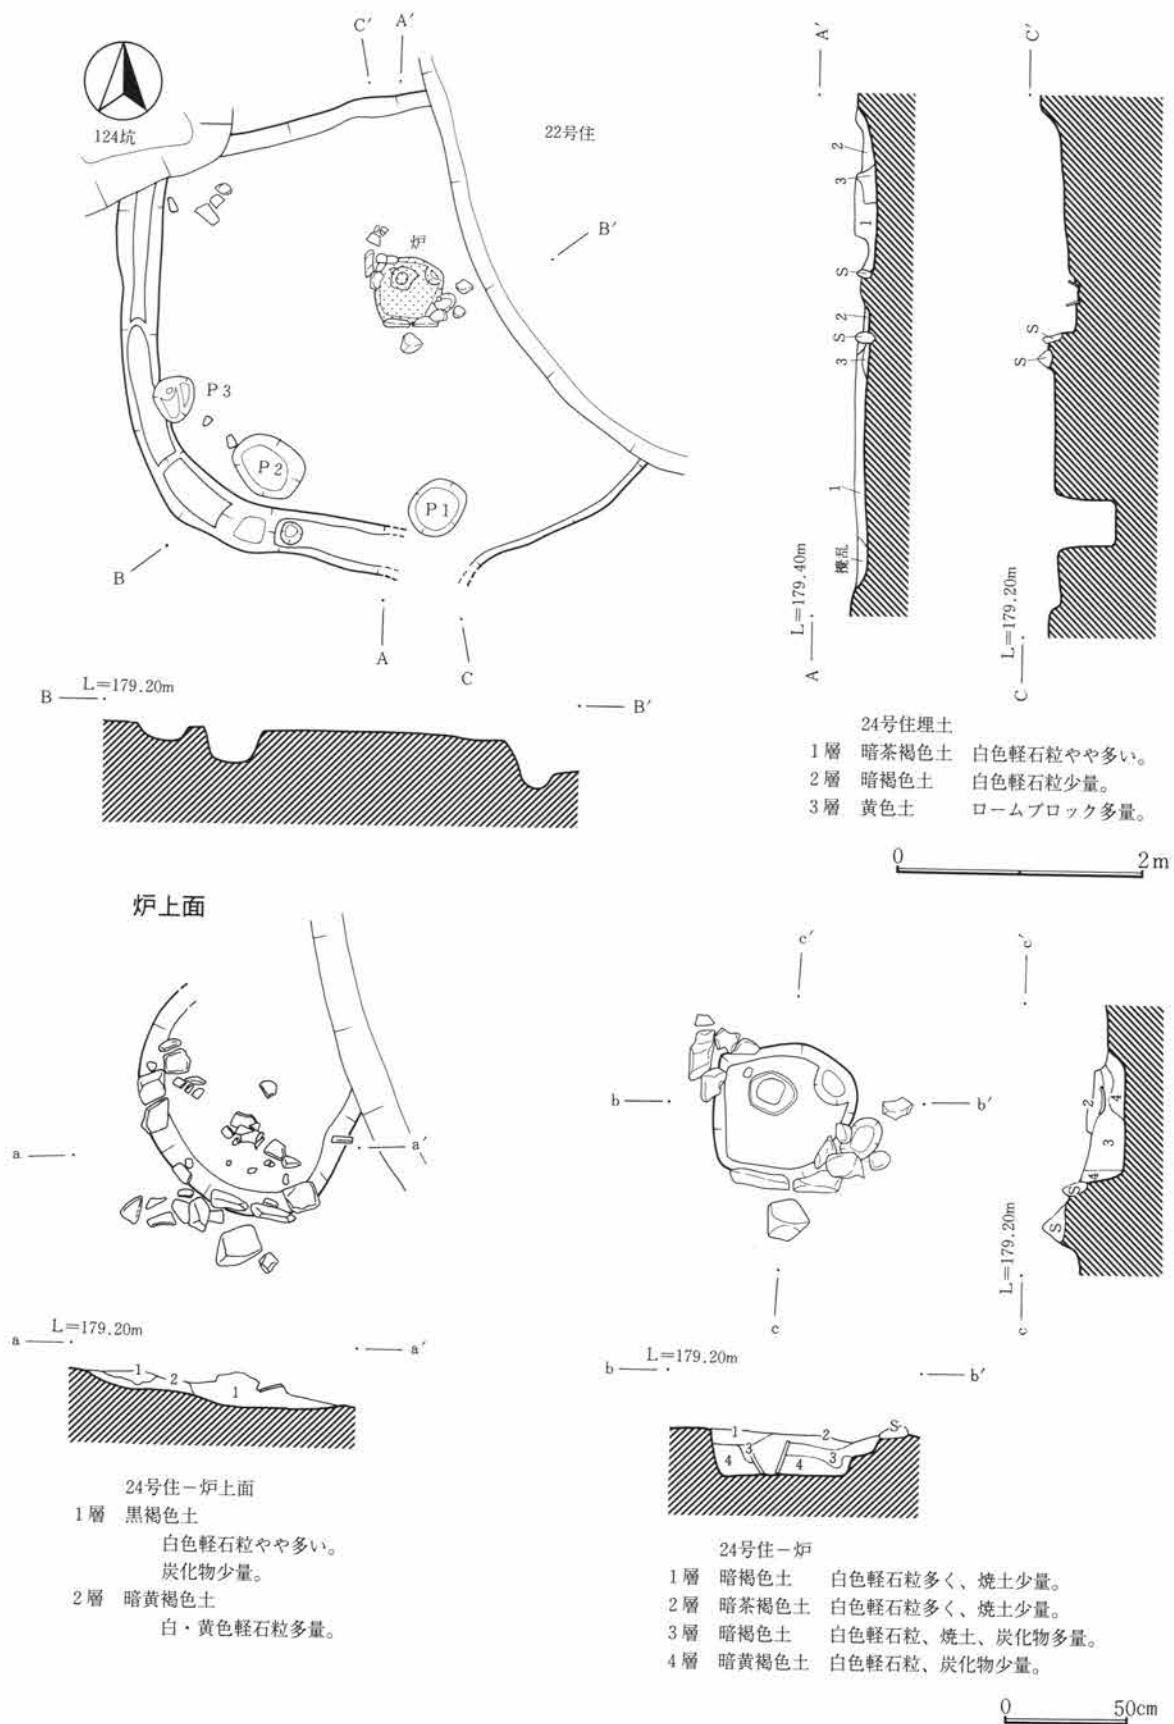 C′ A′
124坑
22号住
炉
B′
P3
P2
P1
B
A
C
A′
2
3
1
S
2
S
3
1
攪乱
L=179.40m
A
C′
S
S
L=179.20m
C
B L=179.20m B′
24号住埋土
1層 暗茶褐色土 白色軽石粒やや多い。
2層 暗褐色土 白色軽石粒少量。
3層 黄色土 ロームブロック多量。
0 2m
炉上面
a a′
L=179.20m
a a′
1 2 1
24号住-炉上面
1層 黒褐色土
白色軽石粒やや多い。
炭化物少量。
2層 暗黄褐色土
白・黄色軽石粒多量。
c′
b b′
c
c′
2 4
3
4
S
S
L=179.20m
c
L=179.20m
b b′
1 2 S
3 3
4 4
24号住-炉
1層 暗褐色土 白色軽石粒多く、焼土少量。
2層 暗茶褐色土 白色軽石粒多く、焼土少量。
3層 暗褐色土 白色軽石粒、焼土、炭化物多量。
4層 暗黄褐色土 白色軽石粒、炭化物少量。
0 50cm